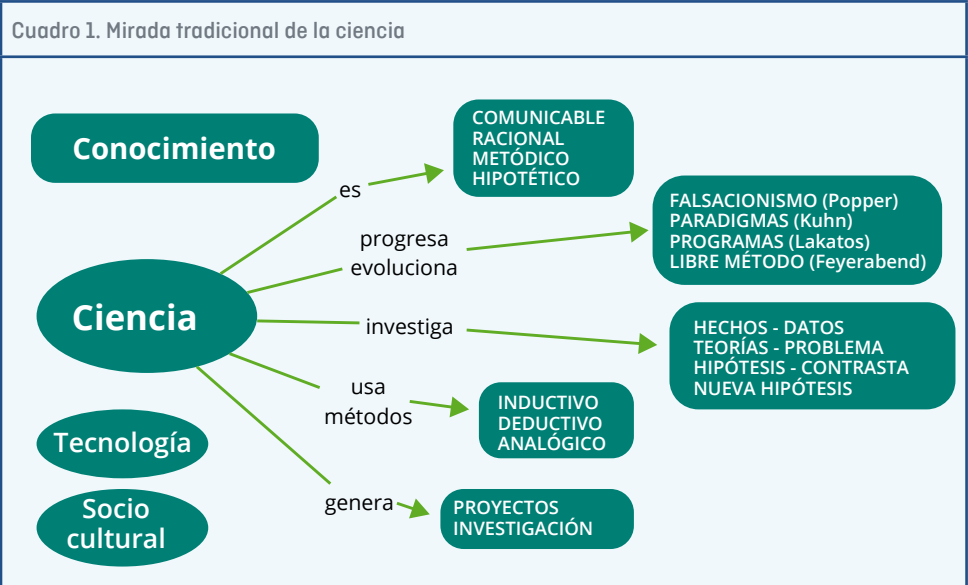 Cuadro 1. Mirada tradicional de la ciencia
Conocimiento
COMUNICABLE
RACIONAL
METÓDICO
HIPOTÉTICO
es
FALSACIONISMO (Popper)
PARADIGMAS (Kuhn)
PROGRAMAS (Lakatos)
LIBRE MÉTODO (Feyerabend)
progresa
evoluciona
Ciencia
investiga
HECHOS - DATOS
TEORÍAS - PROBLEMA
HIPÓTESIS - CONTRASTA
NUEVA HIPÓTESIS
usa
métodos
INDUCTIVO
DEDUCTIVO
ANALÓGICO
Tecnología
genera
PROYECTOS
INVESTIGACIÓN
Socio
cultural